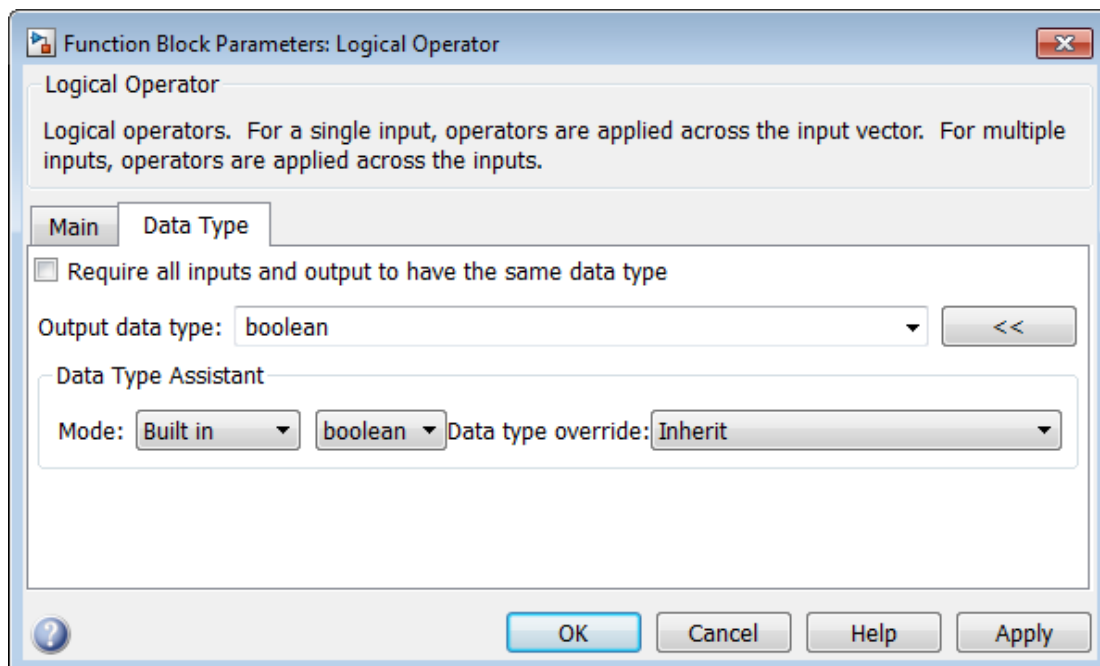 Function Block Parameters: Logical Operator
Logical Operator
Logical operators. For a single input, operators are applied across the input vector. For multiple
inputs, operators are applied across the inputs.
Main Data Type
Require all inputs and output to have the same data type
Output data type: boolean <<
Data Type Assistant
Mode: Built in boolean Data type override: Inherit
? OK Cancel Help Apply